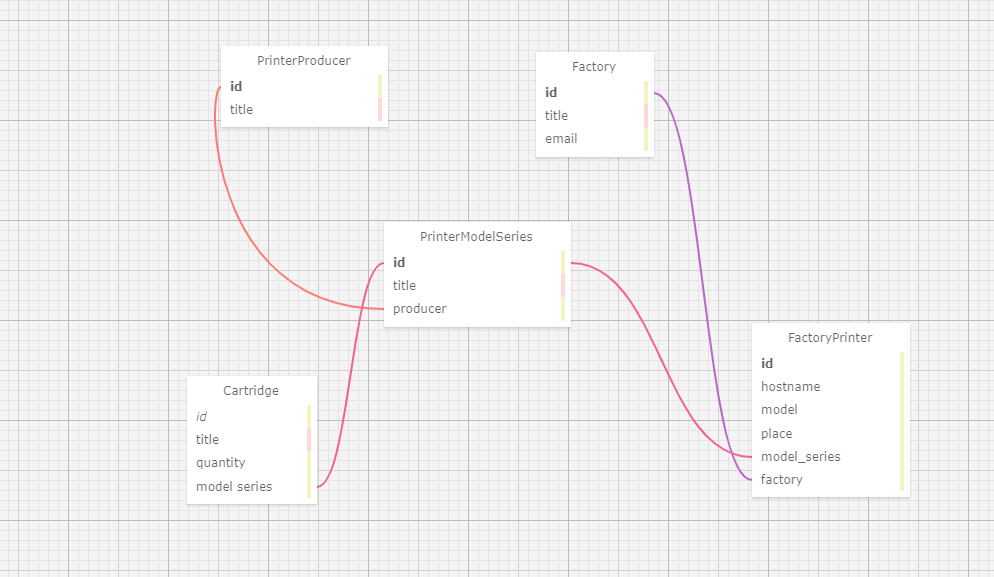 PrinterProducer
id
title
Factory
id
title
email
PrinterModelSeries
id
title
producer
FactoryPrinter
id
hostname
model
place
model_series
factory
Cartridge
id
title
quantity
model series